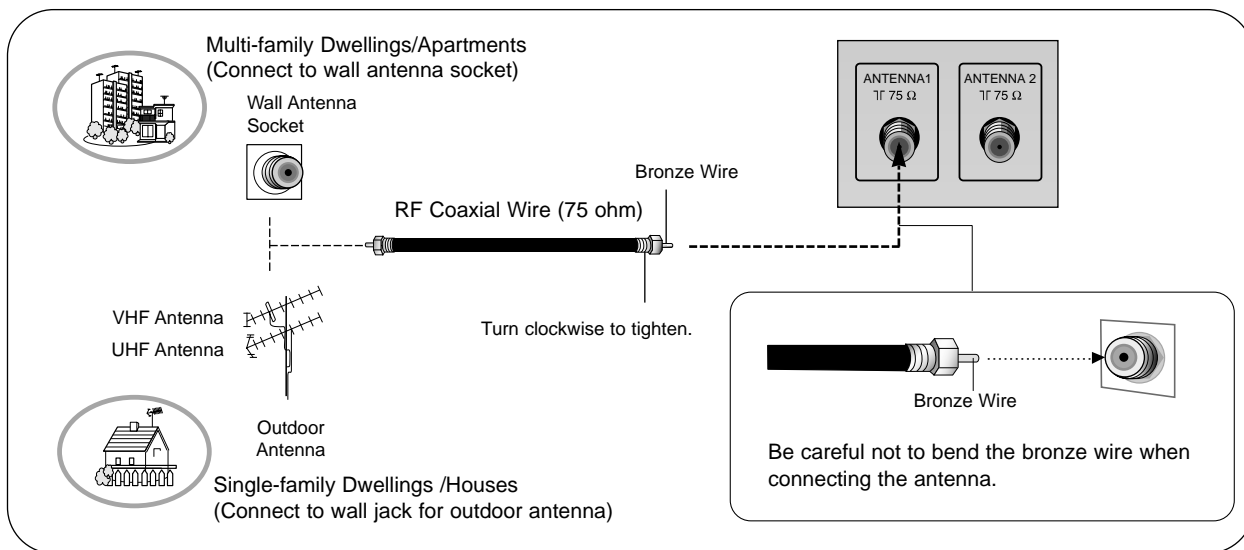 Multi-family Dwellings/Apartments
(Connect to wall antenna socket)
Wall Antenna
Socket
ANTENNA1
75 Ω
ANTENNA 2
75 Ω
Bronze Wire
RF Coaxial Wire (75 ohm)
Turn clockwise to tighten.
VHF Antenna
UHF Antenna
Outdoor
Antenna
Single-family Dwellings /Houses
(Connect to wall jack for outdoor antenna)
Bronze Wire
Be careful not to bend the bronze wire when
connecting the antenna.